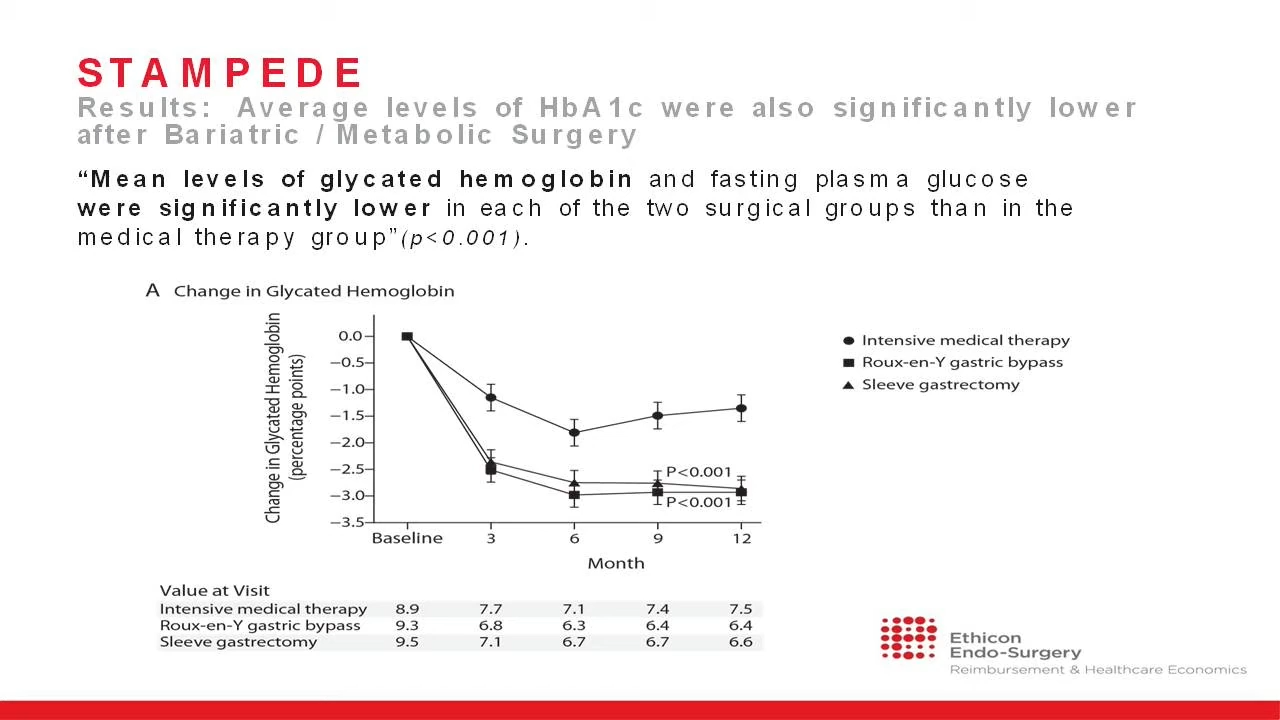 STAMPEDE
Results: Average levels of HbA1c were also significantly lower
after Bariatric / Metabolic Surgery
“Mean levels of glycated hemoglobin and fasting plasma glucose
were significantly lower in each of the two surgical groups than in the
medical therapy group”(p<0.001).
A Change in Glycated Hemoglobin
Change in Glycated Hemoglobin
(percentage points)
0.0
−0.5
−1.0
−1.5
−2.0
−2.5
−3.0
−3.5
P<0.001
P<0.001
Baseline 3 6 9 12
Month
Intensive medical therapy
Roux-en-Y gastric bypass
Sleeve gastrectomy
Value at Visit
Intensive medical therapy 8.9 7.7 7.1 7.4 7.5
Roux-en-Y gastric bypass 9.3 6.8 6.3 6.4 6.4
Sleeve gastrectomy 9.5 7.1 6.7 6.7 6.6
Ethicon
Endo-Surgery
Reimbursement & Healthcare Economics